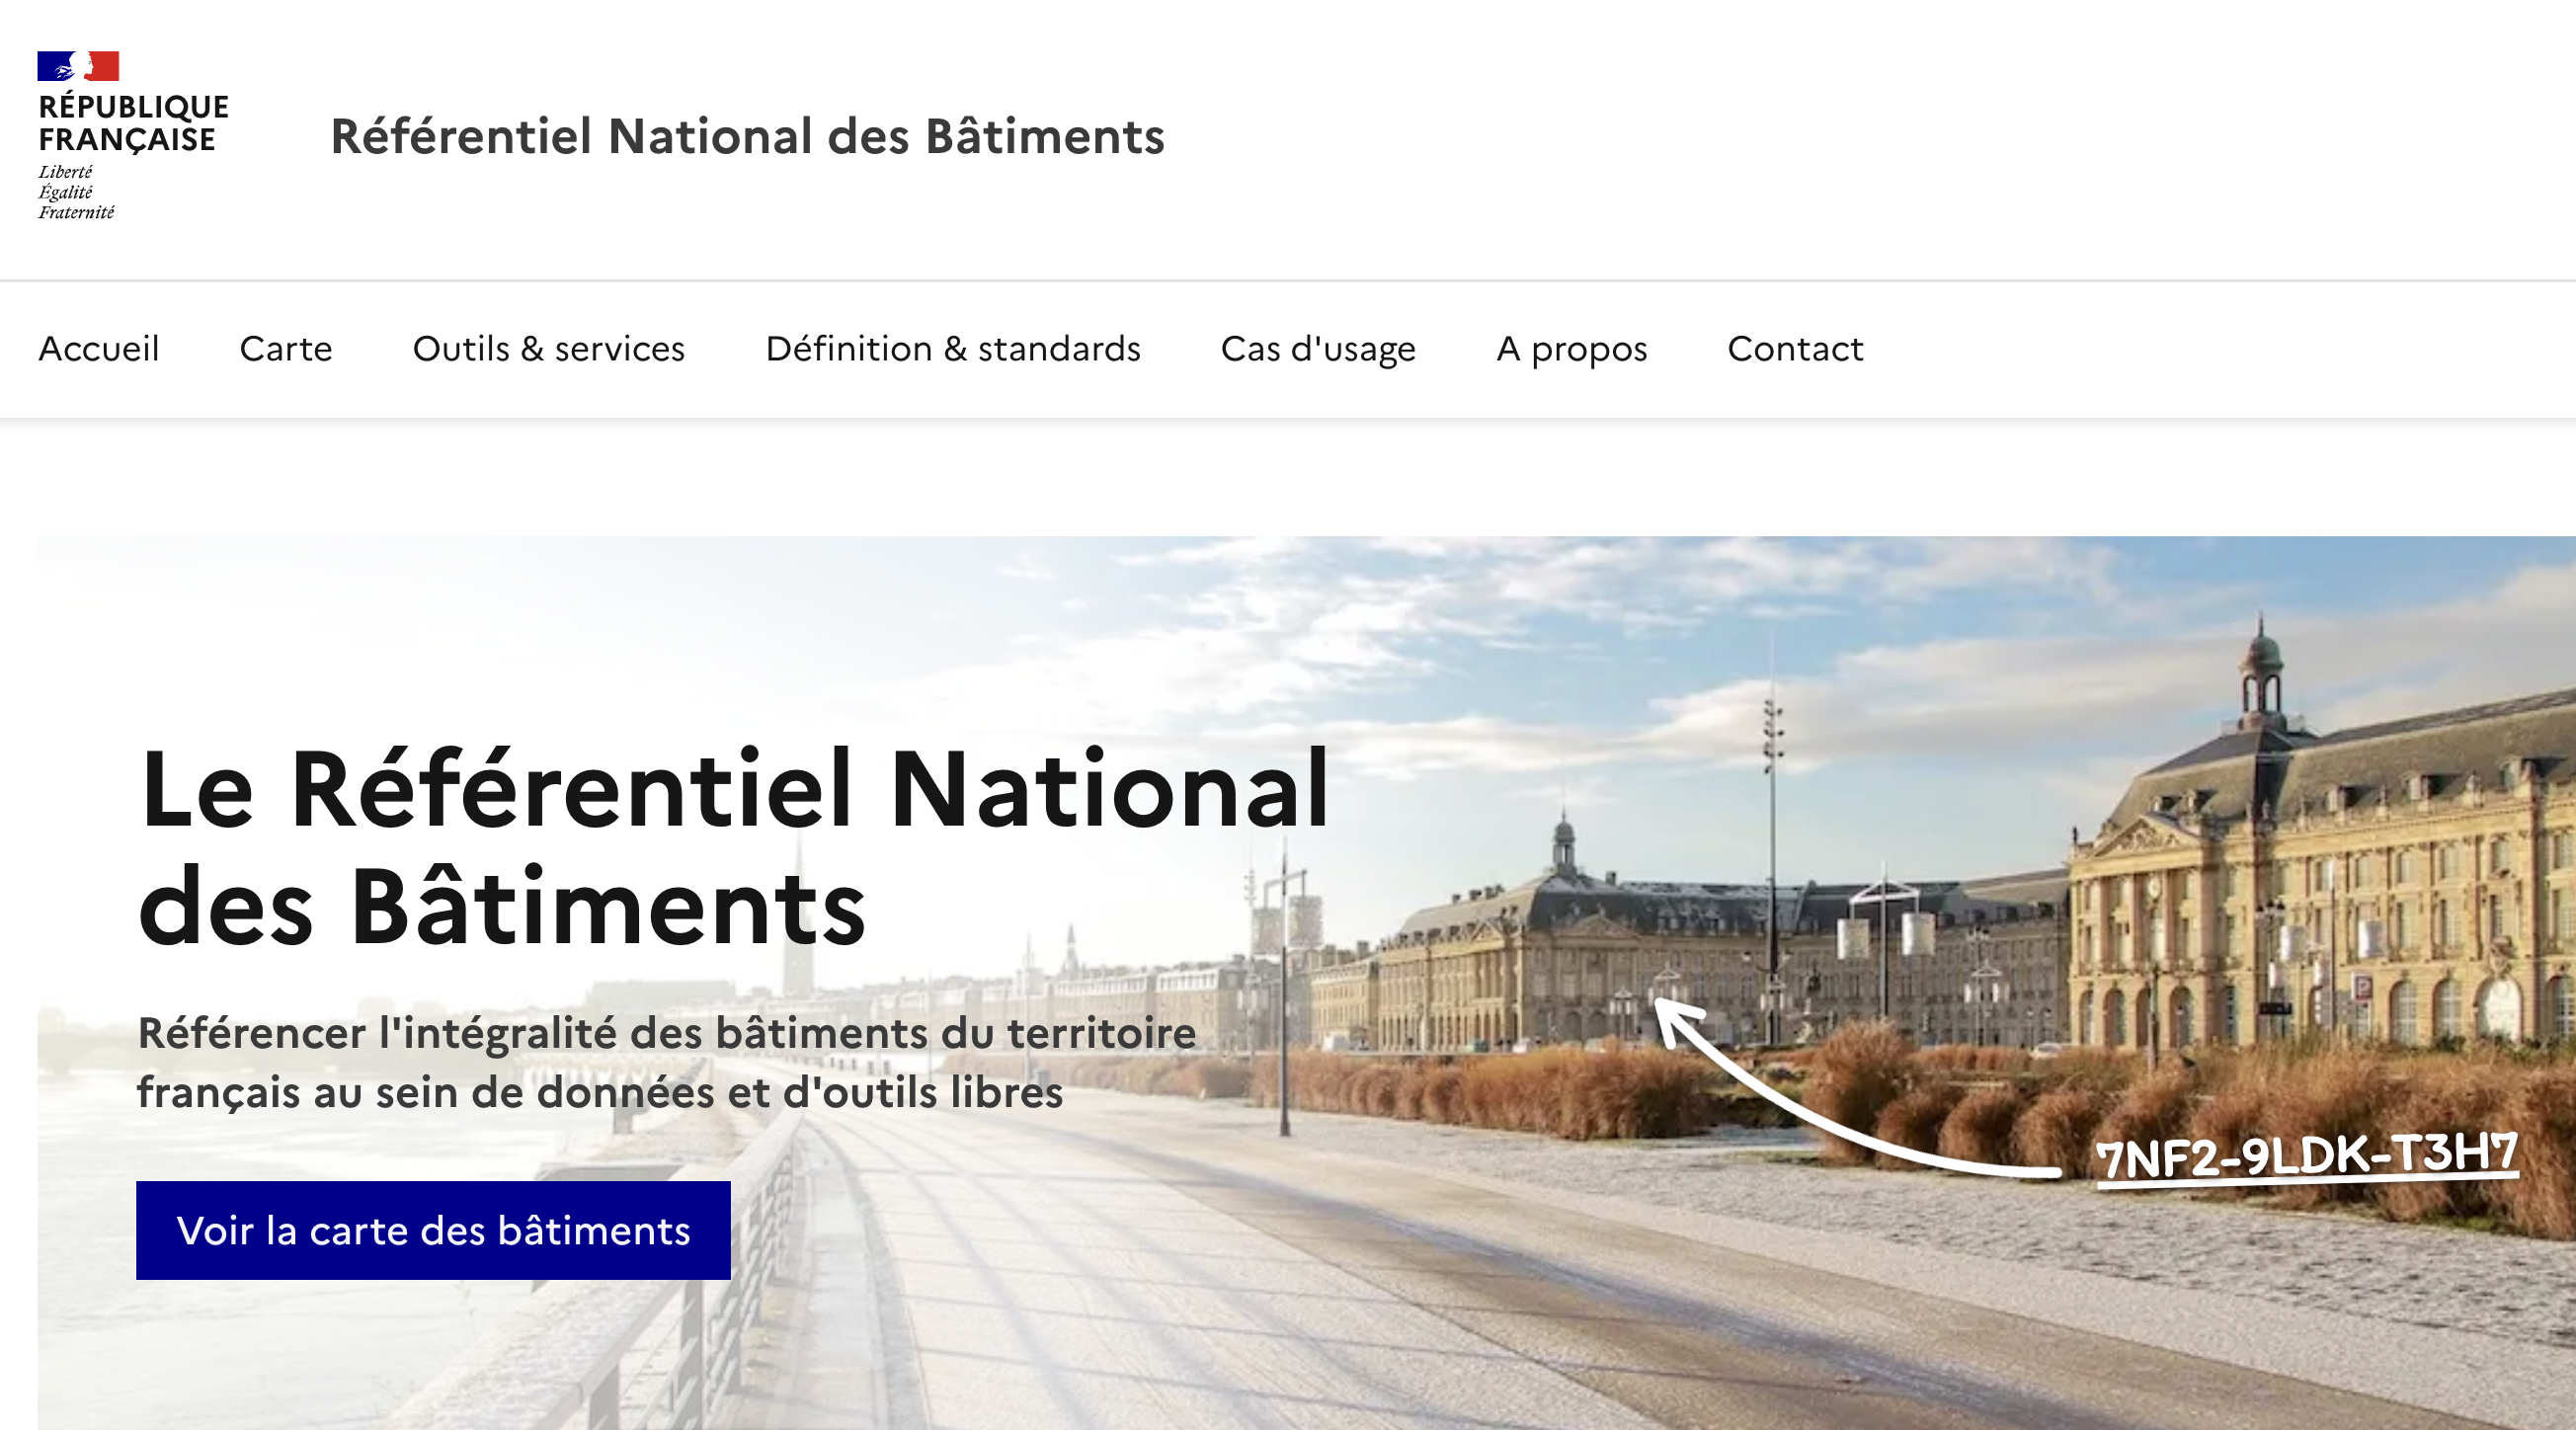 RÉPUBLIQUE
FRANÇAISE
Liberté
Égalité
Fraternité
Référentiel National des Bâtiments
Accueil Carte Outils & services Définition & standards Cas d'usage A propos Contact
Le Référentiel National
des Bâtiments
Référencer l'intégralité des bâtiments du territoire
français au sein de données et d'outils libres
7NF2-9LDK-T3H7
Voir la carte des bâtiments